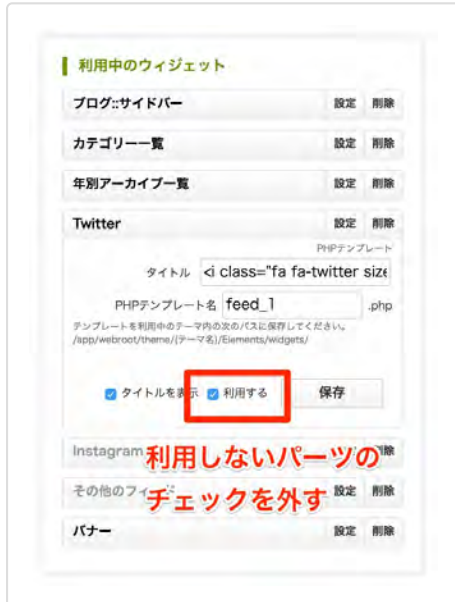 利用中のウィジェット
ブログ::サイドバー 設定 削除
カテゴリー一覧 設定 削除
年別アーカイブ一覧 設定 削除
Twitter 設定 削除
PHPテンプレート
タイトル <i class="fa fa-twitter size
PHPテンプレート名 feed_1 .php
テンプレートを利用中のテーマ内の次のパスに保存してください。
/app/webroot/theme/(テーマ名)/Elements/widgets/
タイトルを表示 利用する 保存
Instagram 削除
利用しないパーツの
その他のフィード 設定 削除
チェックを外す
バナー 設定 削除